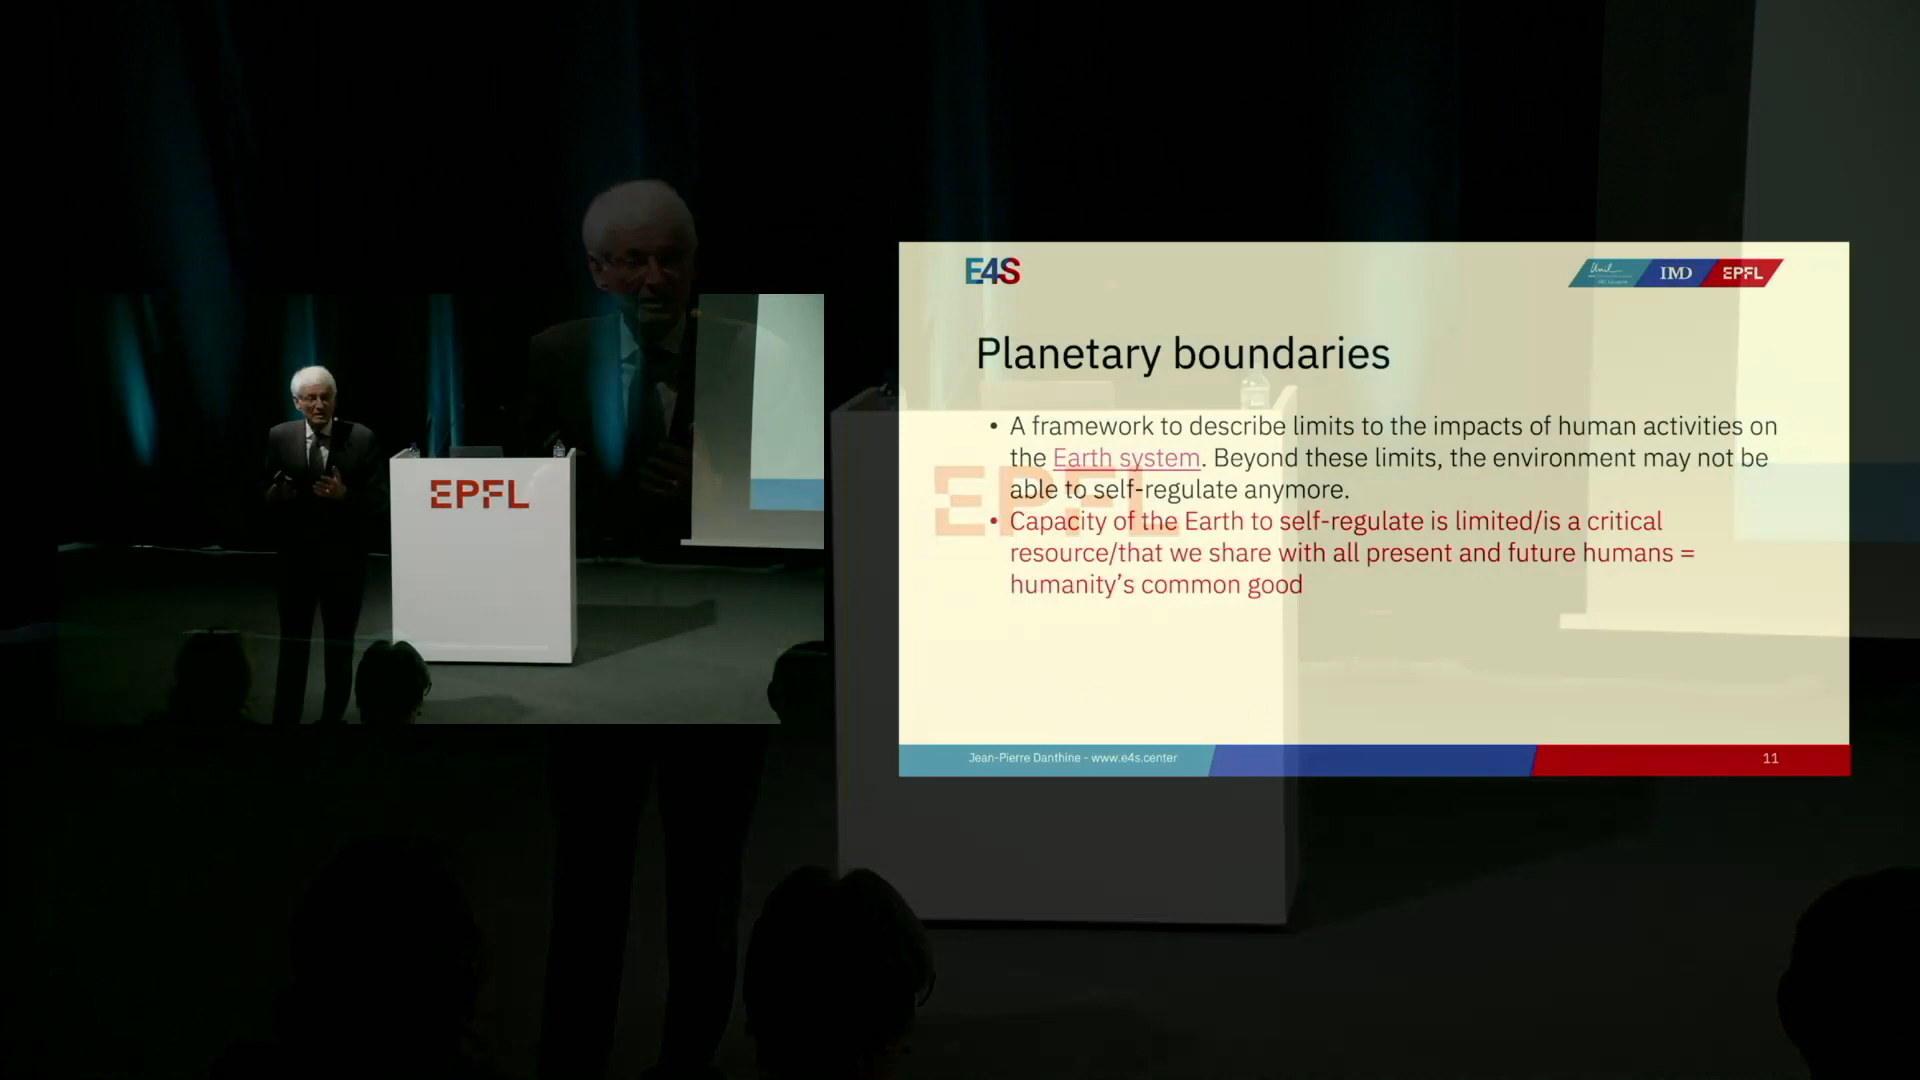 EPFL
E4S
Unil
IMD
EPFL
Planetary boundaries
• A framework to describe limits to the impacts of human activities on
the Earth system. Beyond these limits, the environment may not be
able to self-regulate anymore.
• Capacity of the Earth to self-regulate is limited/is a critical
resource/that we share with all present and future humans =
humanity’s common good
EPFL
Jean-Pierre Danthine - www.e4s.center
11